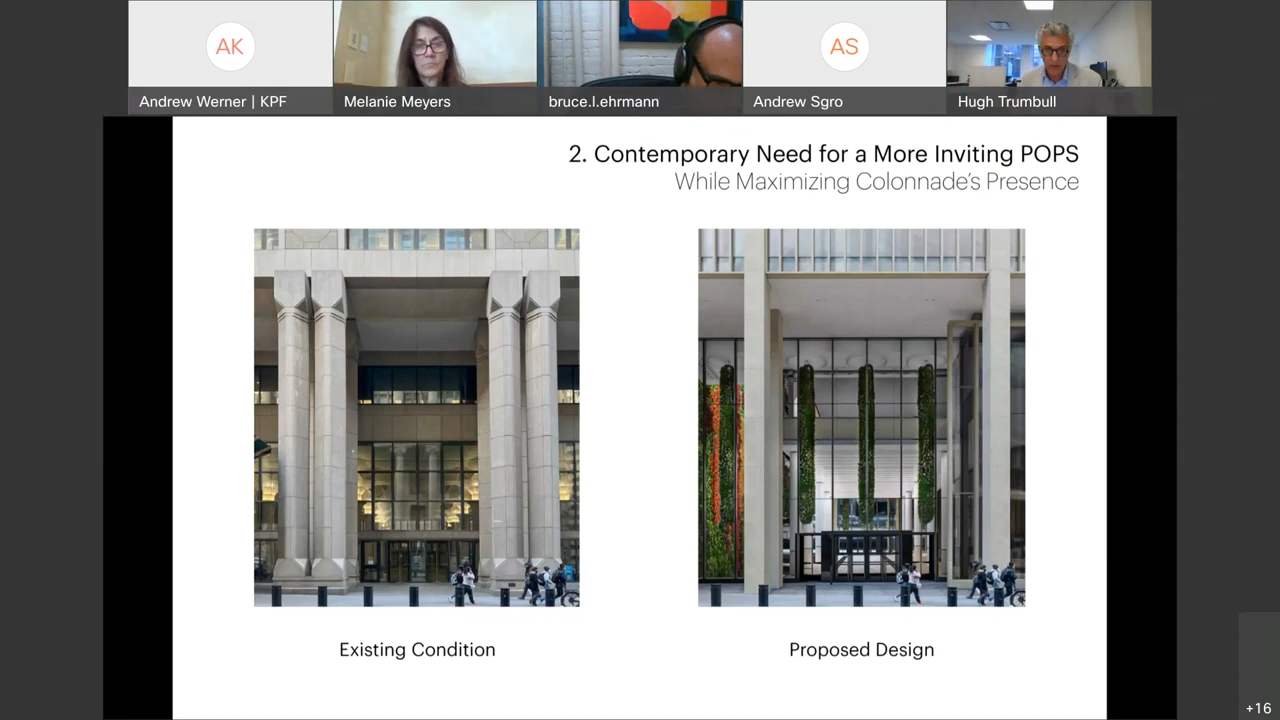 AK
Andrew Werner | KPF
Melanie Meyers
bruce.l.ehrmann
AS
Andrew Sgro
Hugh Trumbull
2. Contemporary Need for a More Inviting POPS
While Maximizing Colonnade's Presence
Existing Condition
Proposed Design
+16